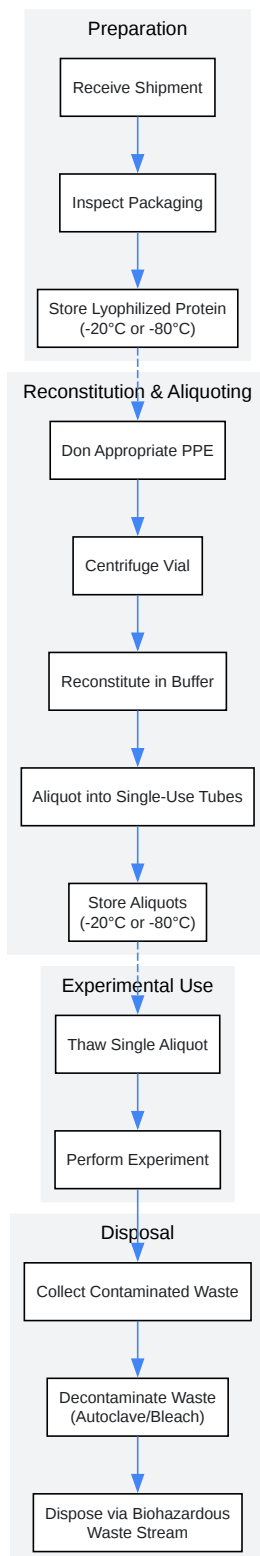 Preparation
Receive Shipment
Inspect Packaging
Store Lyophilized Protein
(-20°C or -80°C)
Reconstitution & Aliquoting
Don Appropriate PPE
Centrifuge Vial
Reconstitute in Buffer
Aliquot into Single-Use Tubes
Store Aliquots
(-20°C or -80°C)
Experimental Use
Thaw Single Aliquot
Perform Experiment
Disposal
Collect Contaminated Waste
Decontaminate Waste
(Autoclave/Bleach)
Dispose via Biohazardous
Waste Stream